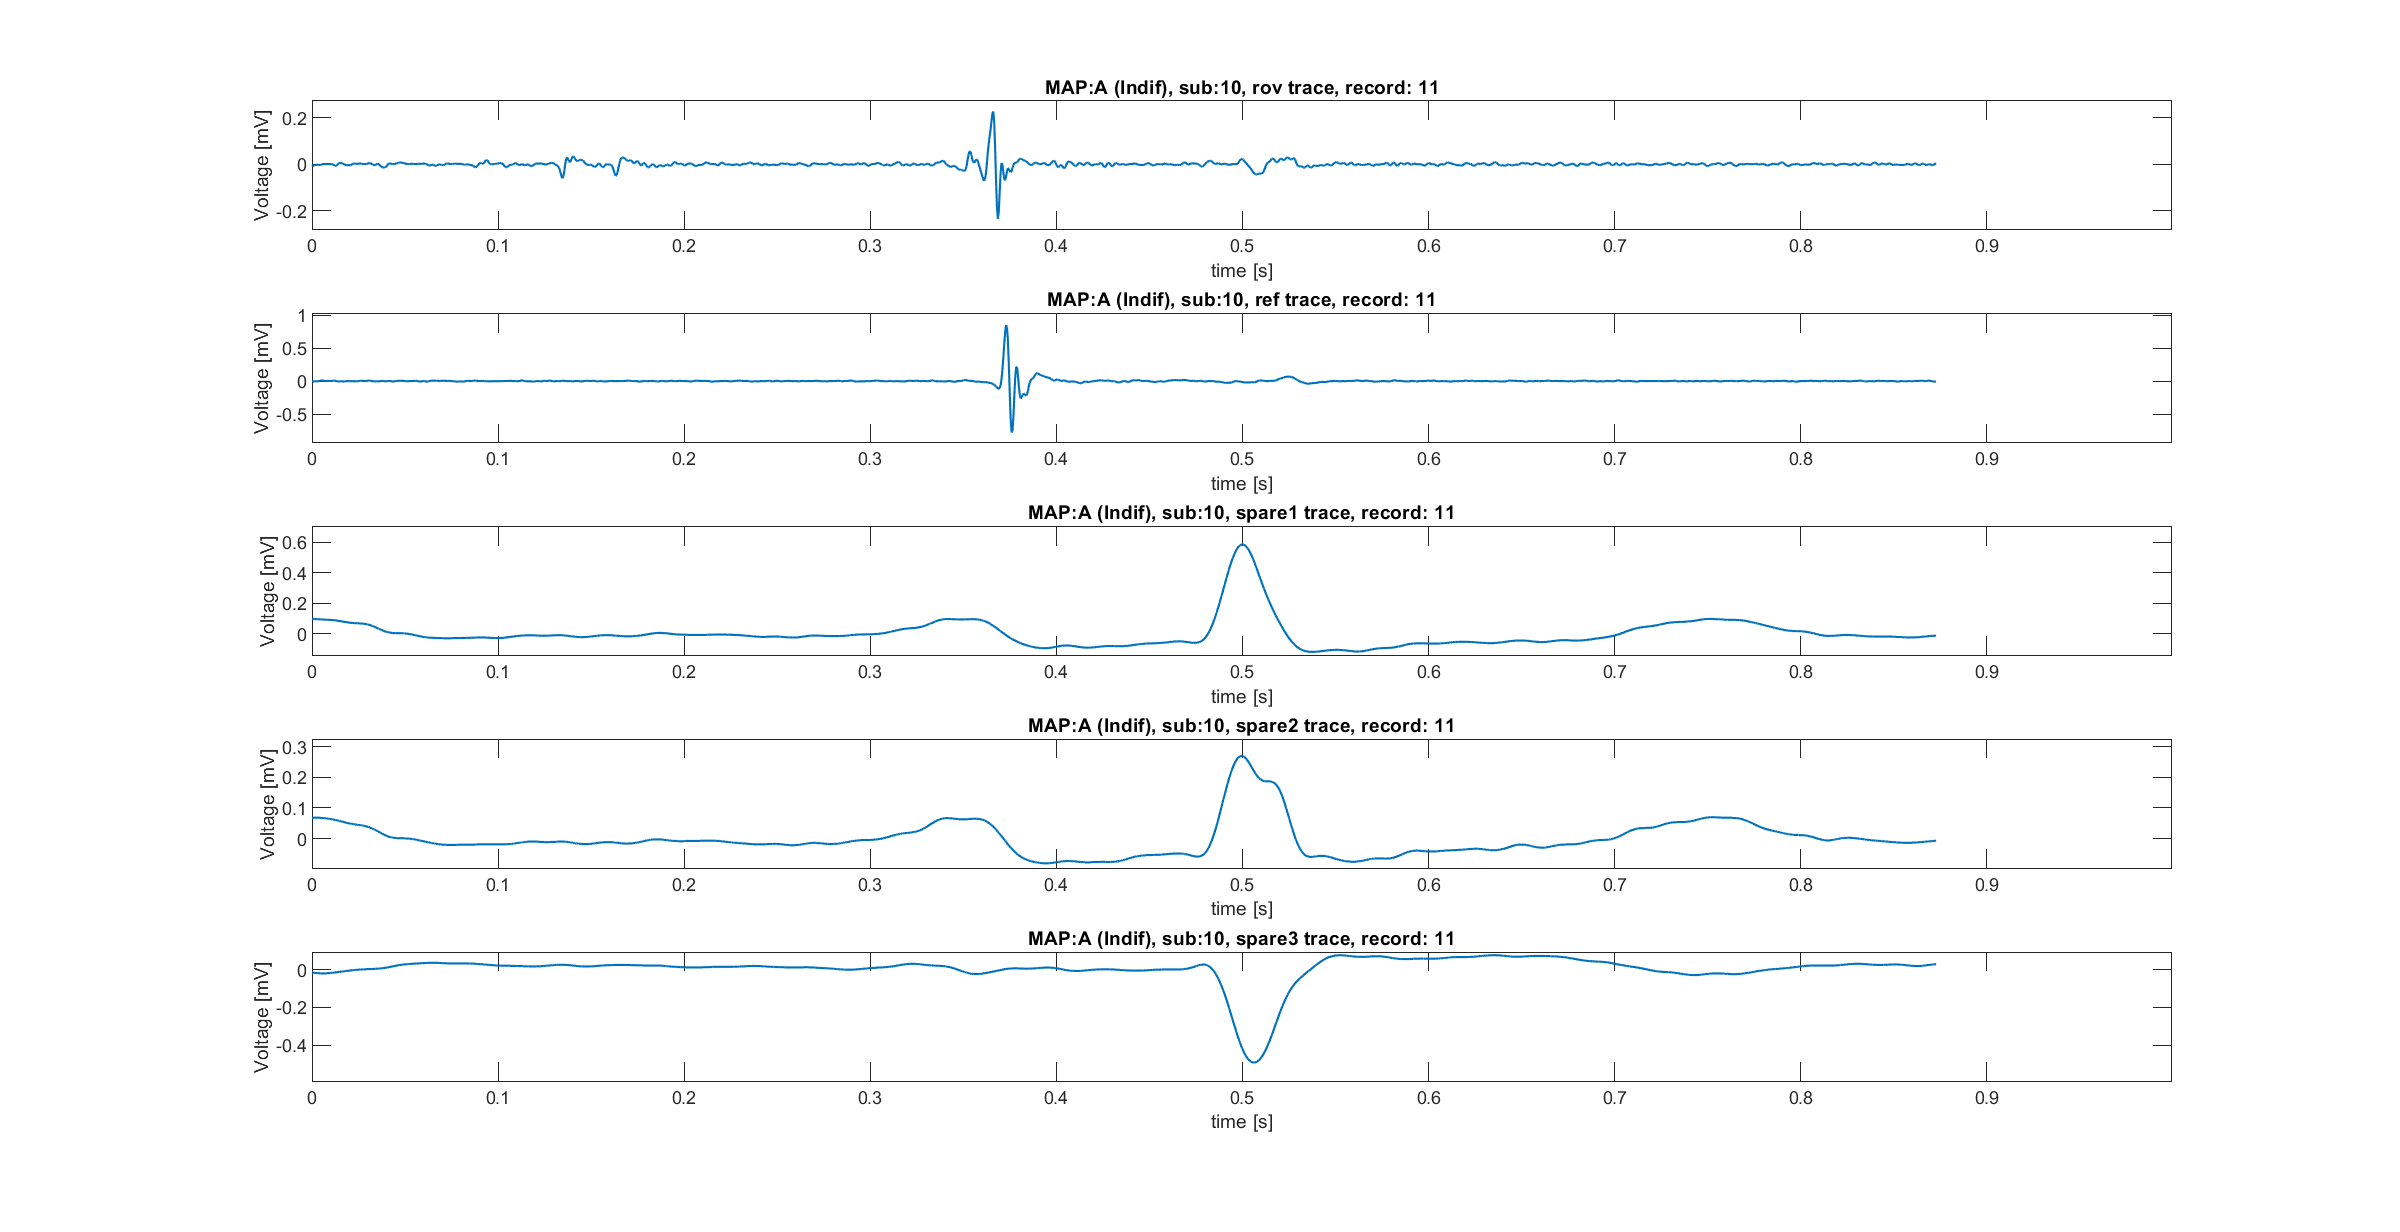 MAP:A (Indif), sub:10, rov trace, record: 11
Voltage [mV]
0.2
0
-0.2
0 0.1 0.2 0.3 0.4 0.5 0.6 0.7 0.8 0.9
time [s]
MAP:A (Indif), sub:10, ref trace, record: 11
Voltage [mV]
1
0.5
0
-0.5
0 0.1 0.2 0.3 0.4 0.5 0.6 0.7 0.8 0.9
time [s]
MAP:A (Indif), sub:10, spare1 trace, record: 11
Voltage [mV]
0.6
0.4
0.2
0
0 0.1 0.2 0.3 0.4 0.5 0.6 0.7 0.8 0.9
time [s]
MAP:A (Indif), sub:10, spare2 trace, record: 11
Voltage [mV]
0.3
0.2
0.1
0
0 0.1 0.2 0.3 0.4 0.5 0.6 0.7 0.8 0.9
time [s]
MAP:A (Indif), sub:10, spare3 trace, record: 11
Voltage [mV]
0
-0.2
-0.4
0 0.1 0.2 0.3 0.4 0.5 0.6 0.7 0.8 0.9
time [s]